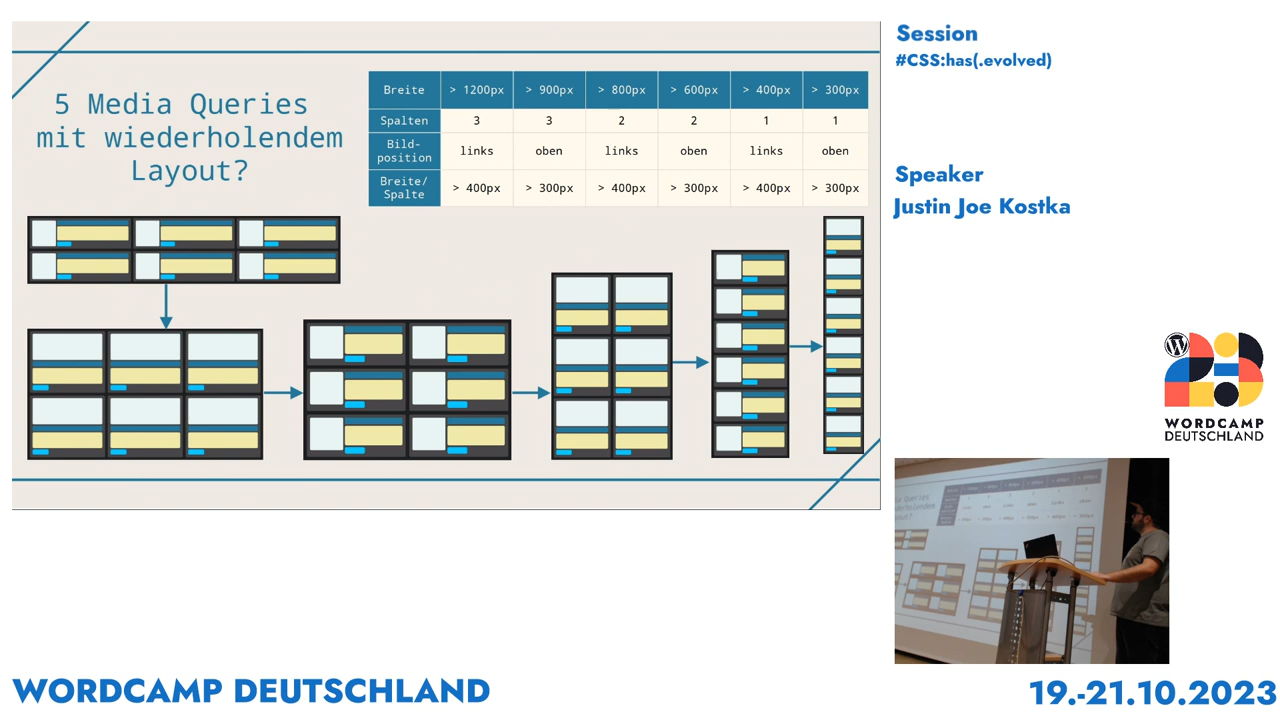 5 Media Queries
mit wiederholendem
Layout?
Breite > 1200px > 900px > 800px > 600px > 400px > 300px
Spalten 3 3 2 2 1 1
Bild-
position links oben links oben links oben
Breite/
Spalte > 400px > 300px > 400px > 300px > 400px > 300px
Session
#CSS:has(.evolved)
Speaker
Justin Joe Kostka
WORDCAMP
DEUTSCHLAND
WORDCAMP DEUTSCHLAND
19.-21.10.2023